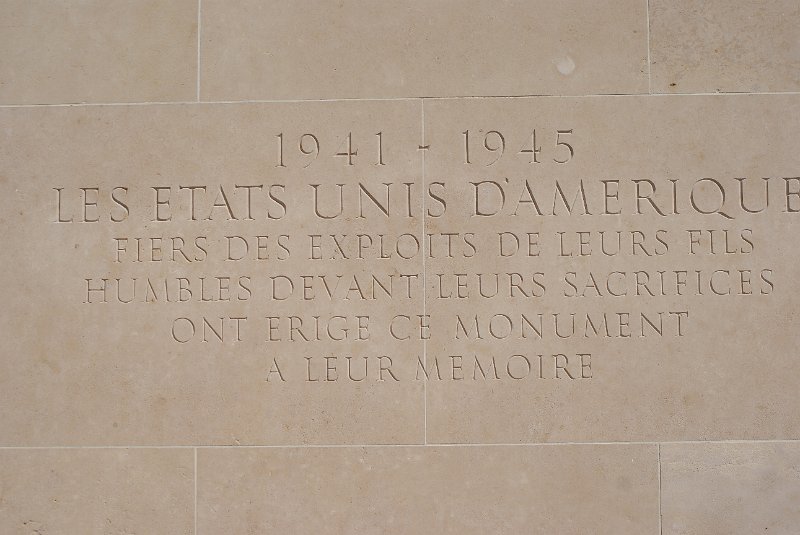 1941 - 1945
LES ETATS UNIS D'AMERIQUE
FIERS DES EXPLOITS DE LEURS FILS
HUMBLES DEVANT LEURS SACRIFICES
ONT ERIGE CE MONUMENT
A LEUR MEMOIRE